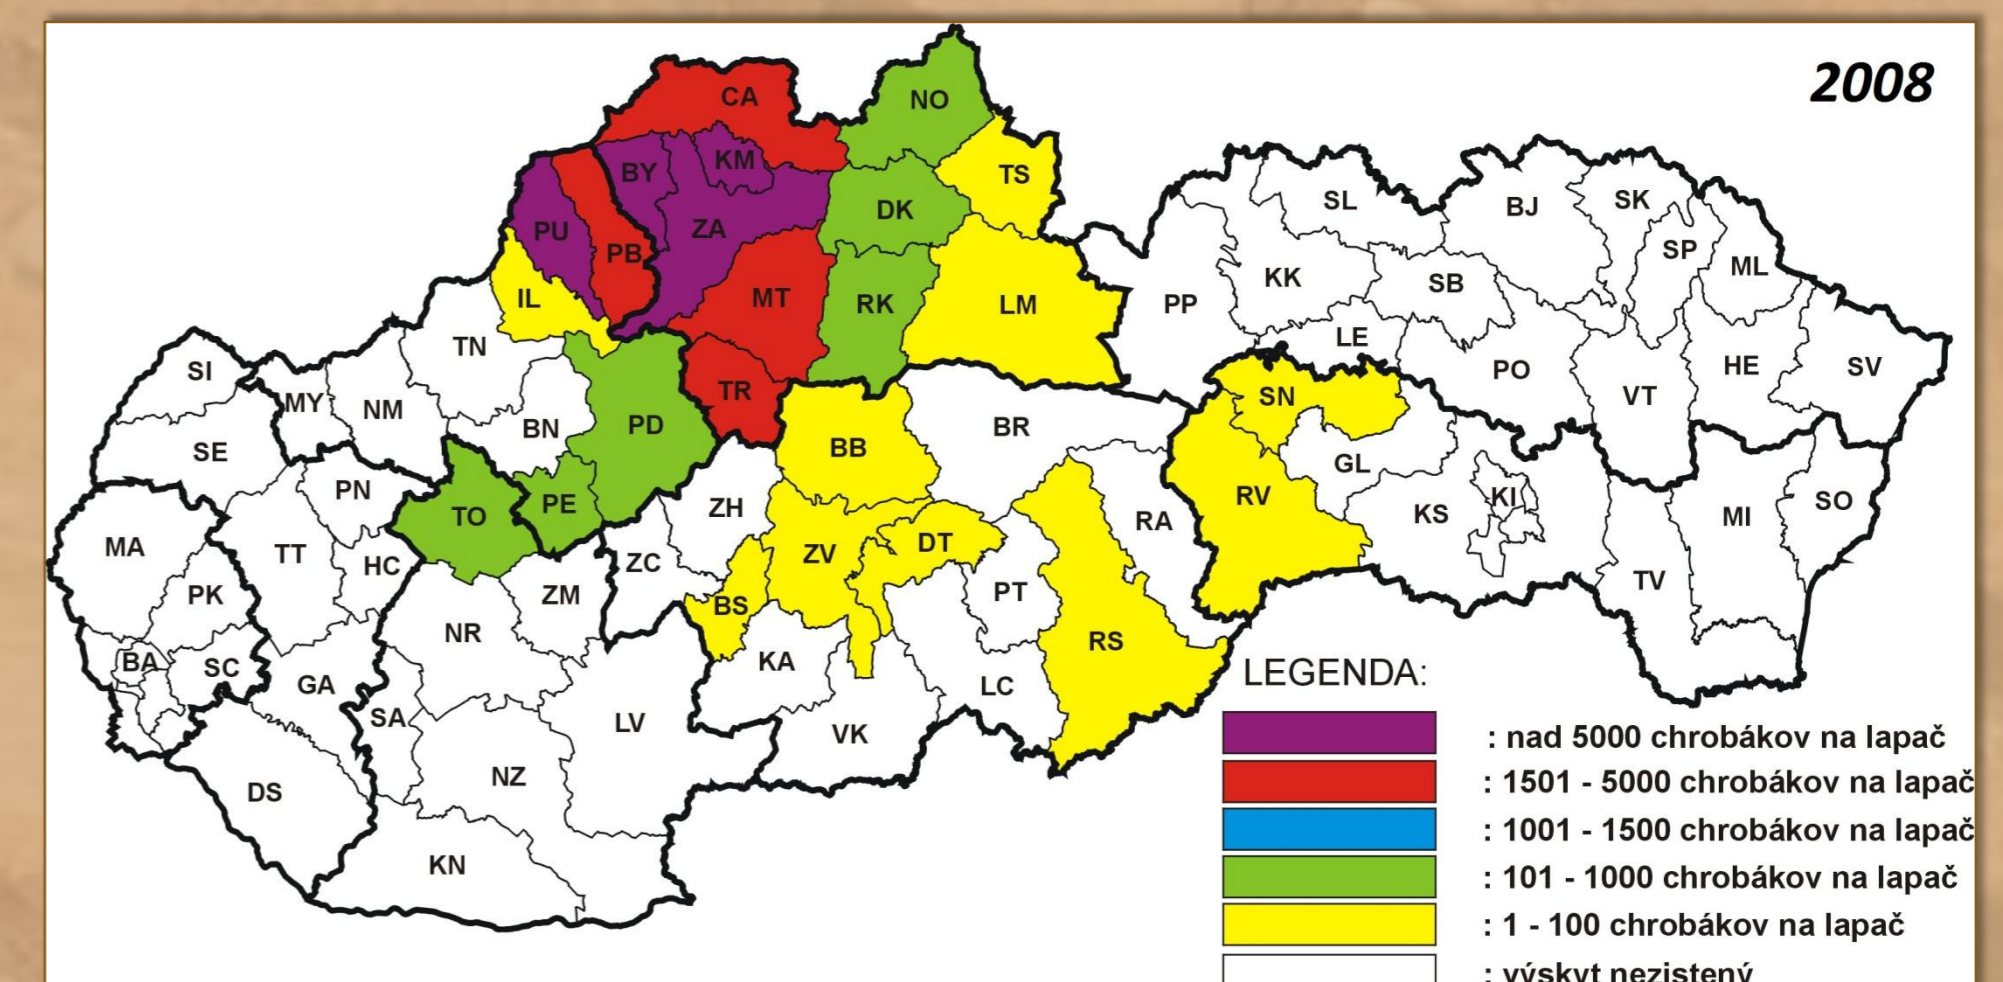 2008
CA
NO
BY
KM
TS
SL
BJ
SK
PU
PB
ZA
DK
SP
ML
IL
MT
RK
LM
PP
KK
SB
TN
LE
SI
MY
NM
BN
PD
TR
BB
BR
SN
PO
VT
HE
SV
SE
PN
TO
PE
ZH
RV
GL
KS
KI
MI
SO
MA
TT
HC
ZM
ZC
ZV
DT
RA
TV
PK
NR
BS
PT
RS
BA
SC
GA
SA
KA
LC
LV
VK
DS
NZ
KN
LEGENDA:
: nad 5000 chrobákov na lapač
: 1501 - 5000 chrobákov na lapač
: 1001 - 1500 chrobákov na lapač
: 101 - 1000 chrobákov na lapač
: 1 - 100 chrobákov na lapač
: výskyt nezistený